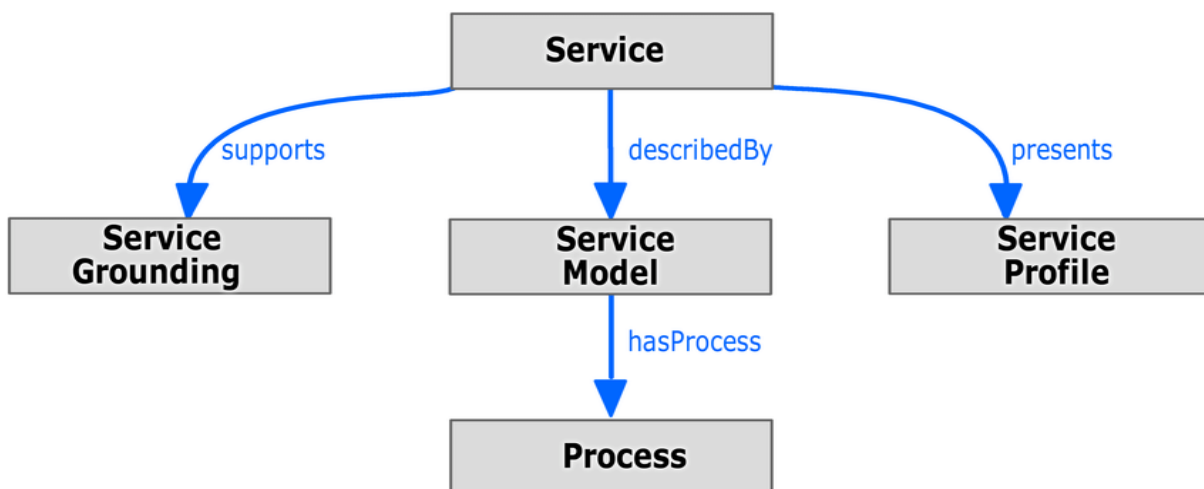 Service
supports
describedBy
presents
Service
Grounding
Service
Model
Service
Profile
hasProcess
Process